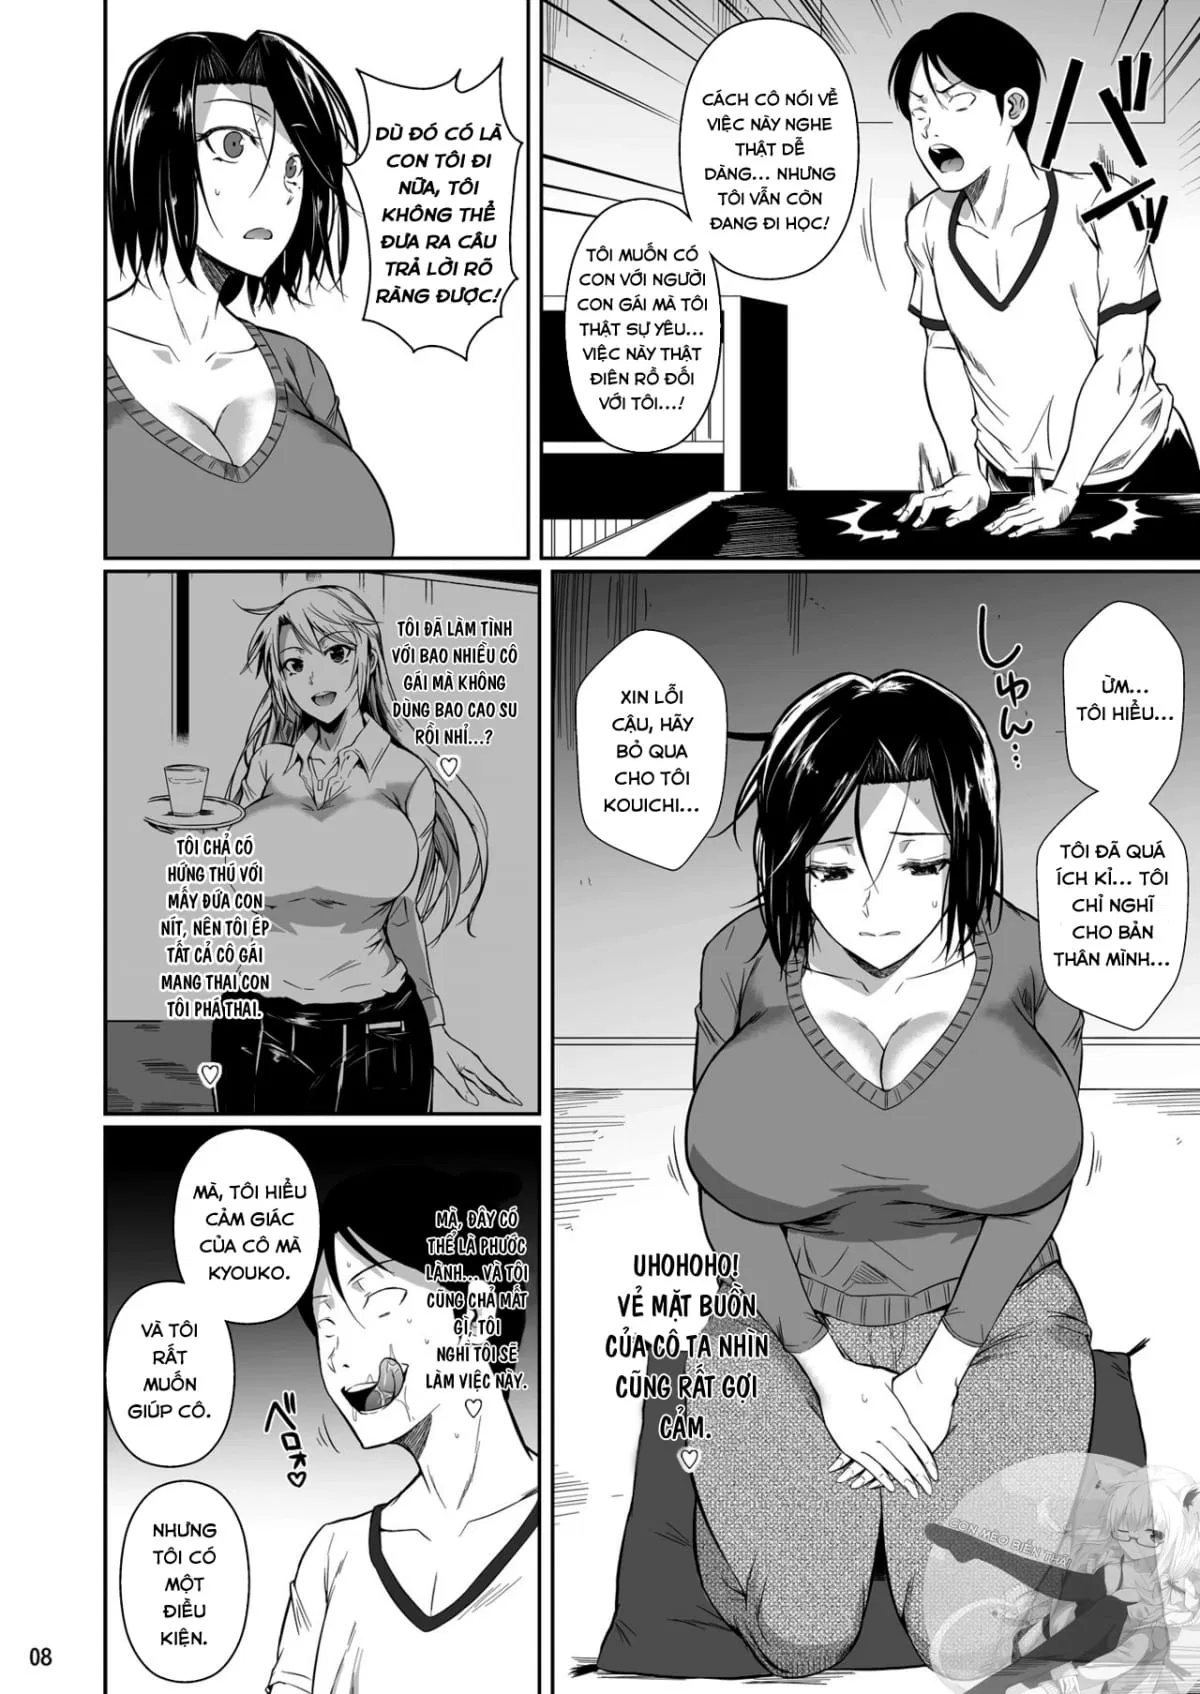 CÁCH CÔ NÓI VỀ
VIỆC NÀY NGHE
THẬT DỄ
DÀNG... NHƯNG
TÔI VẪN CÒN
ĐANG ĐI HỌC!
TÔI MUỐN CÓ
CON VỚI NGƯỜI
CON GÁI MÀ TÔI
THẬT SỰ YÊU...
VIỆC NÀY THẬT
ĐIÊN RỒ ĐỐI
VỚI TÔI...!
DÙ ĐÓ CÓ LÀ
CON TÔI ĐI
NỮA, TÔI
KHÔNG THỂ
ĐƯA RA CÂU
TRẢ LỜI RÕ
RÀNG ĐƯỢC!
ỪM...
TÔI HIỂU...
TÔI ĐÃ QUÁ
ÍCH KỈ... TÔI
CHỈ NGHĨ
CHO BẢN
THÂN MÌNH...
しゅん…
XIN LỖI
CẬU, HÃY
BỎ QUA
CHO TÔI
KOUICHI...
UHOHOHO!
VẺ MẶT BUỒN
CỦA CÔ TA NHÌN
CŨNG RẤT GỢI
CẢM.
♡
TÔI ĐÃ LÀM TÌNH
VỚI BAO NHIÊU CÔ
GÁI MÀ KHÔNG
DÙNG BAO CAO SU
RỒI NHỈ...?
♡
TÔI CHẢ CÓ
HỨNG THÚ VỚI
MẤY ĐỨA CON
NÍT, NÊN TÔI ÉP
TẤT CẢ CÔ GÁI
MANG THAI CON
TÔI PHÁ THAI.
♡
MÀ, ĐÂY CÓ
THỂ LÀ PHƯỚC
LÀNH... VÀ TÔI
CŨNG CHẢ MẤT
GÌ, TÔI
NGHĨ TÔI SẼ
LÀM VIỆC NÀY.
♡
MÀ, TÔI HIỂU
CẢM GIÁC
CỦA CÔ MÀ
KYOUKO.
VÀ TÔI
RẤT
MUỐN
GIÚP CÔ.
NHƯNG
TÔI CÓ
MỘT
ĐIỀU
KIỆN.
CON MÈO BIẾN THÁI
08